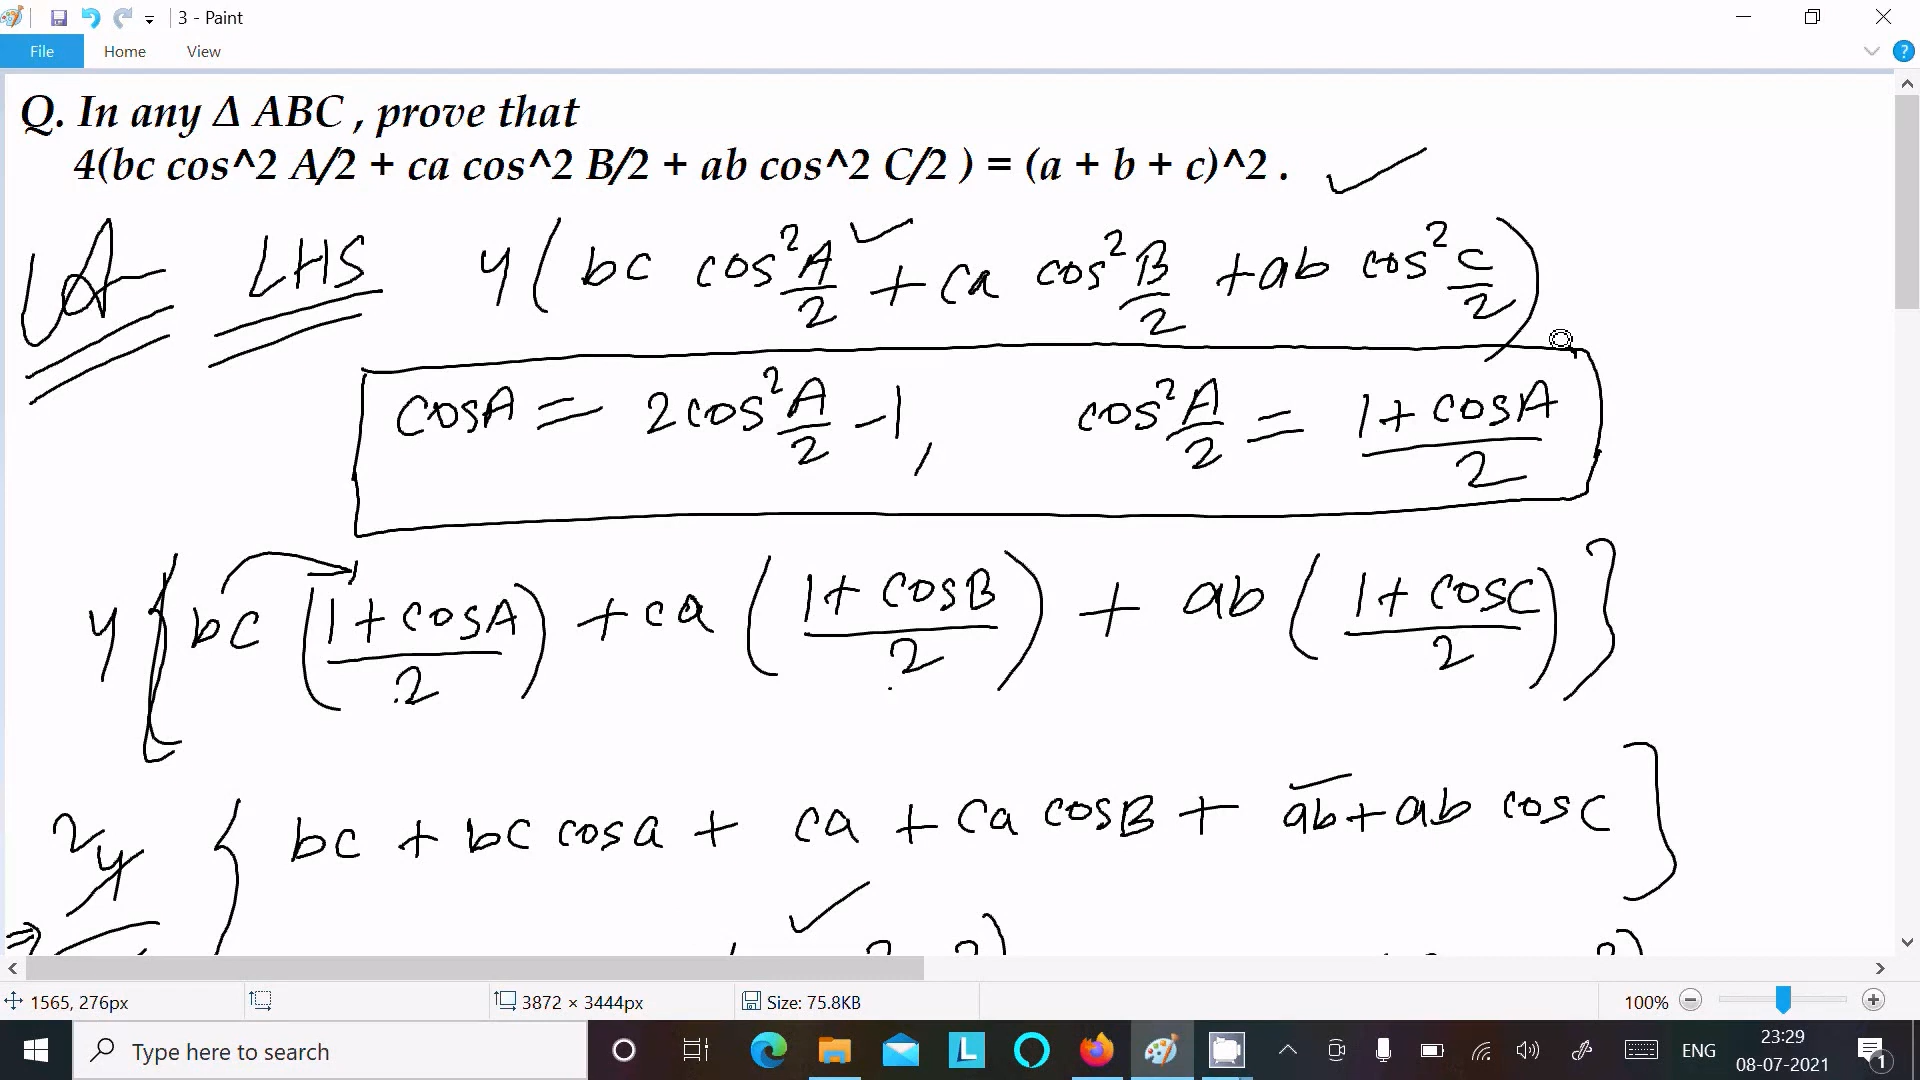 3 - Paint
File Home View
Q. In any Δ ABC , prove that
4(bc cos^2 A/2 + ca cos^2 B/2 + ab cos^2 C/2 ) = (a + b + c)^2 .
LHS 4( bc cos²A/2 + ca cos²B/2 + ab cos²C/2 )
cosA = 2cos²A/2 - 1, cos²A/2 = 1 + cosA/2
4{ bc (1 + cosA/2) + ca (1 + cosB/2) + ab (1 + cosC/2) }
2 4 { bc + bc cosa + ca + ca cosB + ab + ab cosC }
⇒
1565, 276px 3872 × 3444px Size: 75.8KB 100%
Type here to search
L
ENG
23:29
08-07-2021
1